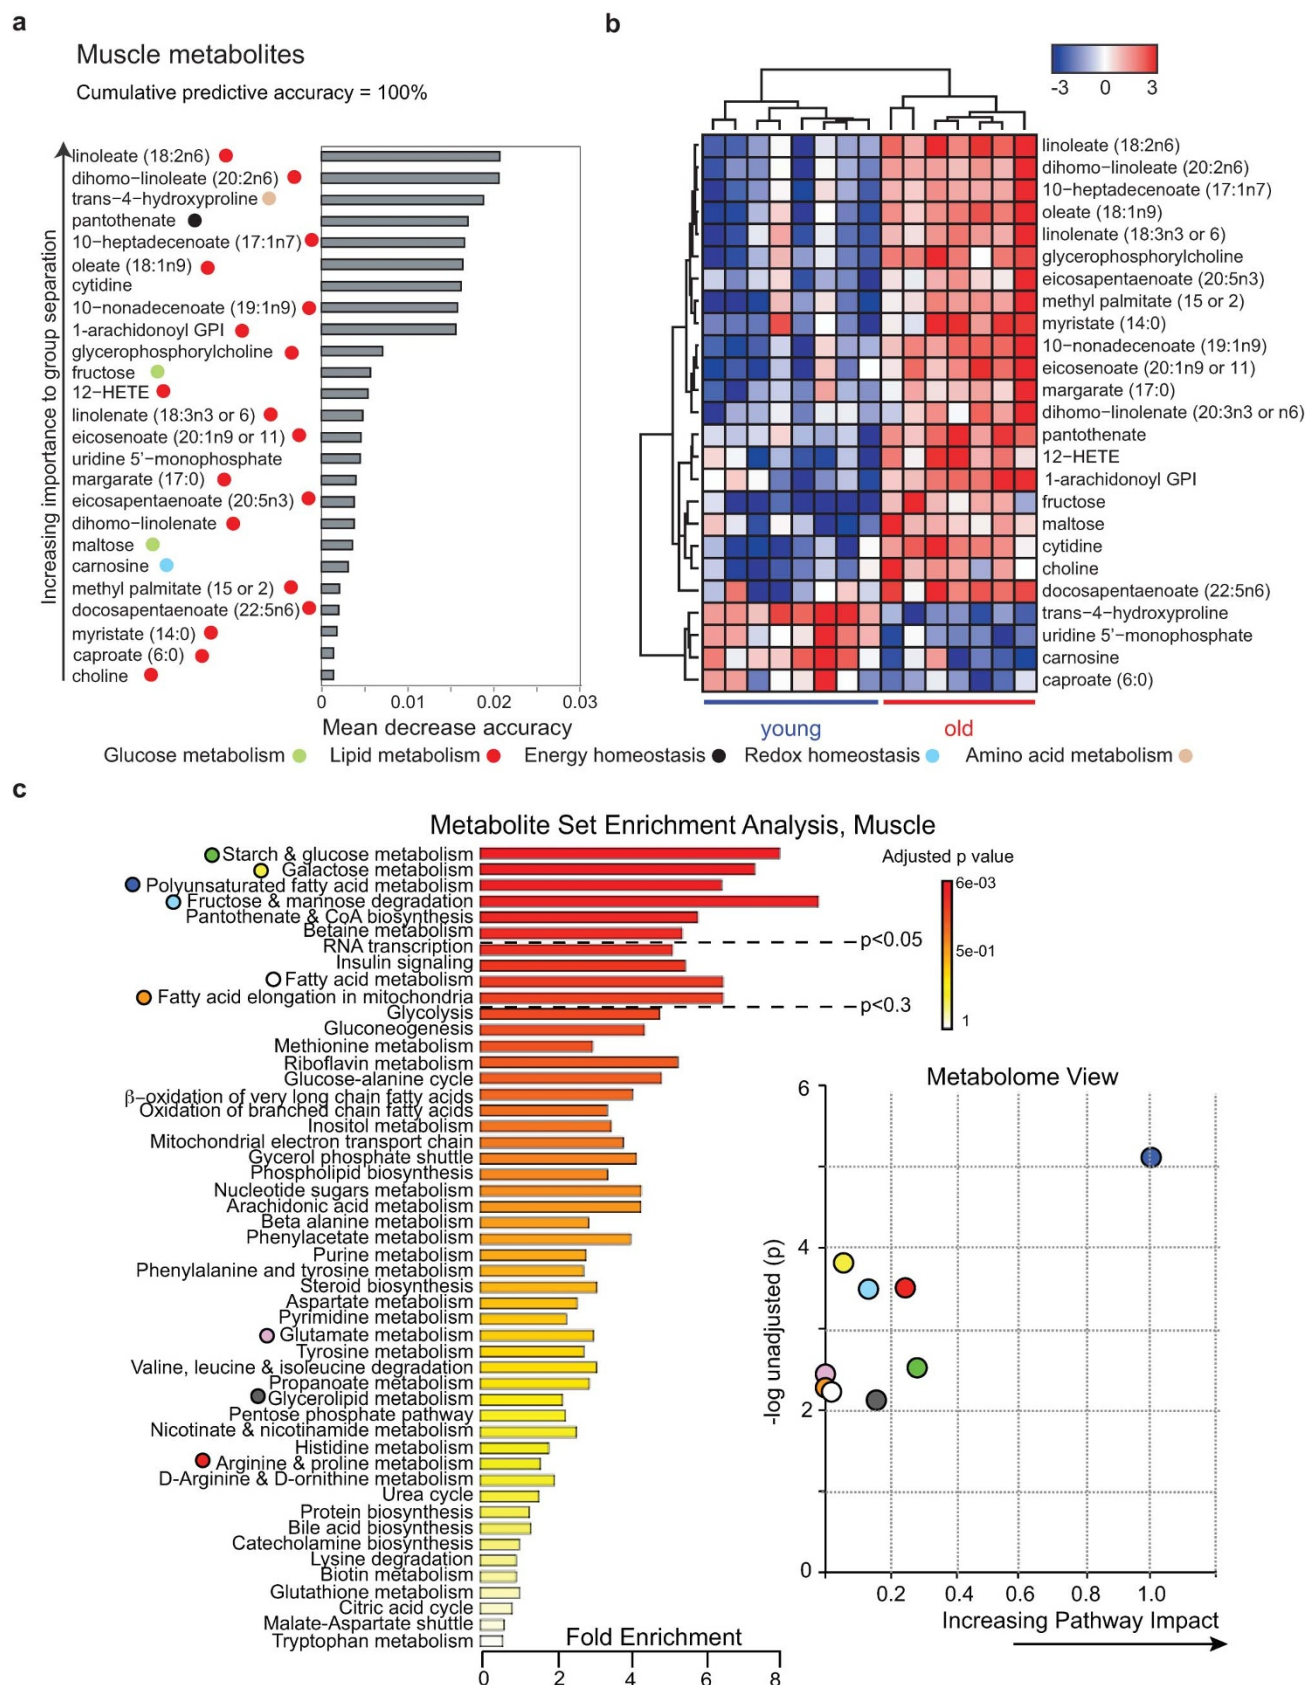 a
Muscle metabolites
Cumulative predictive accuracy = 100%
Increasing importance to group separation
linoleate (18:2n6)
dihomo−linoleate (20:2n6)
trans−4−hydroxyproline
pantothenate
10−heptadecenoate (17:1n7)
oleate (18:1n9)
cytidine
10−nonadecenoate (19:1n9)
1-arachidonoyl GPI
glycerophosphorylcholine
fructose
12−HETE
linolenate (18:3n3 or 6)
eicosenoate (20:1n9 or 11)
uridine 5’−monophosphate
margarate (17:0)
eicosapentaenoate (20:5n3)
dihomo−linolenate
maltose
carnosine
methyl palmitate (15 or 2)
docosapentaenoate (22:5n6)
myristate (14:0)
caproate (6:0)
choline
0 0.01 0.02 0.03
Mean decrease accuracy
b
-3 0 3
linoleate (18:2n6)
dihomo−linoleate (20:2n6)
10−heptadecenoate (17:1n7)
oleate (18:1n9)
linolenate (18:3n3 or 6)
glycerophosphorylcholine
eicosapentaenoate (20:5n3)
methyl palmitate (15 or 2)
myristate (14:0)
10−nonadecenoate (19:1n9)
eicosenoate (20:1n9 or 11)
margarate (17:0)
dihomo−linolenate (20:3n3 or n6)
pantothenate
12−HETE
1-arachidonoyl GPI
fructose
maltose
cytidine
choline
docosapentaenoate (22:5n6)
trans−4−hydroxyproline
uridine 5’−monophosphate
carnosine
caproate (6:0)
young old
Glucose metabolism Lipid metabolism Energy homeostasis Redox homeostasis Amino acid metabolism
c
Metabolite Set Enrichment Analysis, Muscle
Starch & glucose metabolism
Galactose metabolism
Polyunsaturated fatty acid metabolism
Fructose & mannose degradation
Pantothenate & CoA biosynthesis
Betaine metabolism
p<0.05
RNA transcription
Insulin signaling
Fatty acid metabolism
Fatty acid elongation in mitochondria
p<0.3
Glycolysis
Gluconeogenesis
Methionine metabolism
Riboflavin metabolism
Glucose-alanine cycle
β−oxidation of very long chain fatty acids
Oxidation of branched chain fatty acids
Inositol metabolism
Mitochondrial electron transport chain
Gycerol phosphate shuttle
Phospholipid biosynthesis
Nucleotide sugars metabolism
Arachidonic acid metabolism
Beta alanine metabolism
Phenylacetate metabolism
Purine metabolism
Phenylalanine and tyrosine metabolism
Steroid biosynthesis
Aspartate metabolism
Pyrimidine metabolism
Glutamate metabolism
Tyrosine metabolism
Valine, leucine & isoleucine degradation
Propanoate metabolism
Glycerolipid metabolism
Pentose phosphate pathway
Nicotinate & nicotinamide metabolism
Histidine metabolism
Arginine & proline metabolism
D-Arginine & D-ornithine metabolism
Urea cycle
Protein biosynthesis
Bile acid biosynthesis
Catecholamine biosynthesis
Lysine degradation
Biotin metabolism
Glutathione metabolism
Citric acid cycle
Malate-Aspartate shuttle
Tryptophan metabolism
Fold Enrichment
0 2 4 6 8
Adjusted p value
6e-03
5e-01
1
Metabolome View
6
4
2
0
-log unadjusted (p)
0.2 0.4 0.6 0.8 1.0
Increasing Pathway Impact